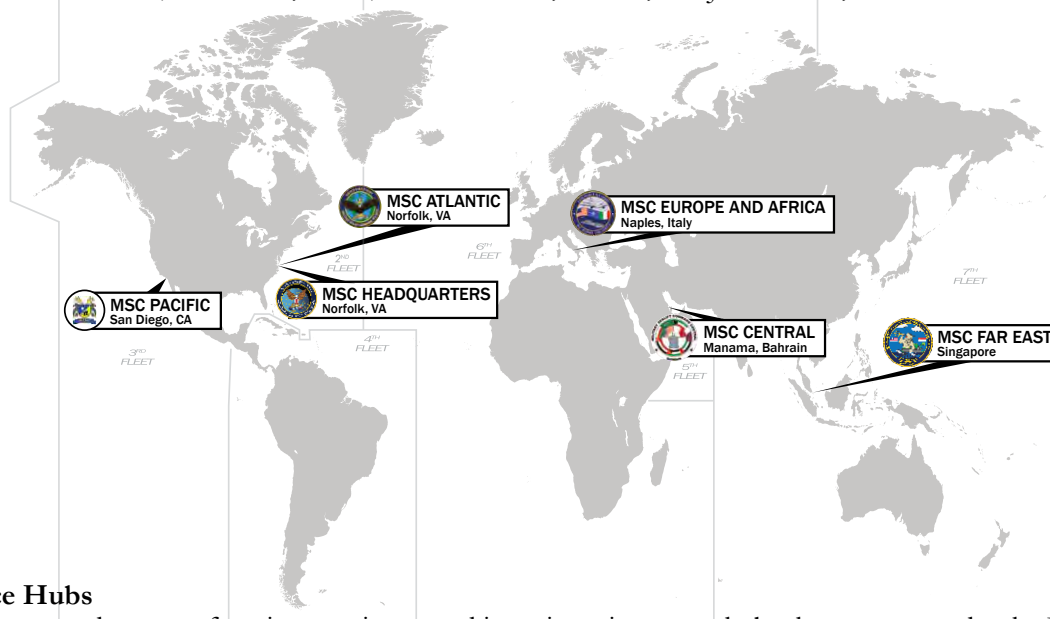 MSC ATLANTIC
Norfolk, VA
MSC EUROPE AND AFRICA
Naples, Italy
6TH
FLEET
2ND
FLEET
7TH
FLEET
MSC HEADQUARTERS
Norfolk, VA
MSC PACIFIC
San Diego, CA
MSC CENTRAL
Manama, Bahrain
MSC FAR EAST
Singapore
3RD
FLEET
4TH
FLEET
5TH
FLEET
ce Hubs